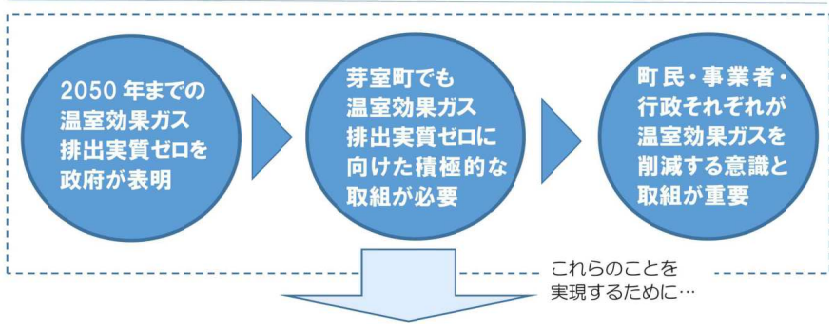 2050年までの
温室効果ガス
排出実質ゼロを
政府が表明
芽室町でも
温室効果ガス
排出実質ゼロに
向けた積極的な
取組が必要
町民・事業者・
行政それぞれが
温室効果ガスを
削減する意識と
取組が重要
これらのことを
実現するために…